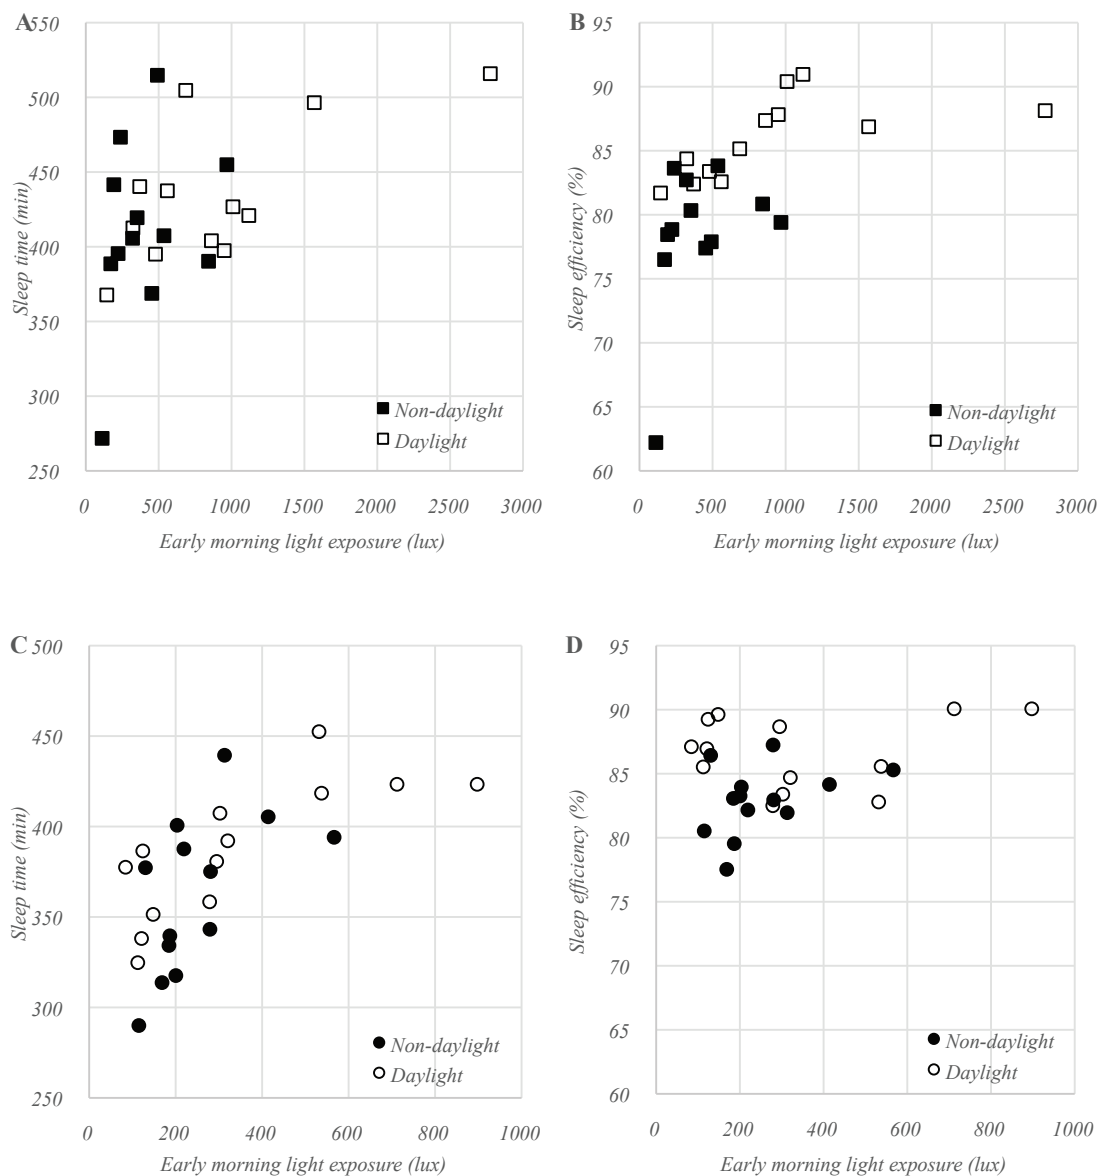 A
550
500
450
400
350
300
250
Sleep time (min)
Non-daylight
Daylight
0 500 1000 1500 2000 2500 3000
Early morning light exposure (lux)
B
95
90
85
80
75
70
65
60
Sleep efficiency (%)
Non-daylight
Daylight
0 500 1000 1500 2000 2500 3000
Early morning light exposure (lux)
C
500
450
400
350
300
250
Sleep time (min)
Non-daylight
Daylight
0 200 400 600 800 1000
Early morning light exposure (lux)
D
95
90
85
80
75
70
65
60
Sleep efficiency (%)
Non-daylight
Daylight
0 200 400 600 800 1000
Early morning light exposure (lux)